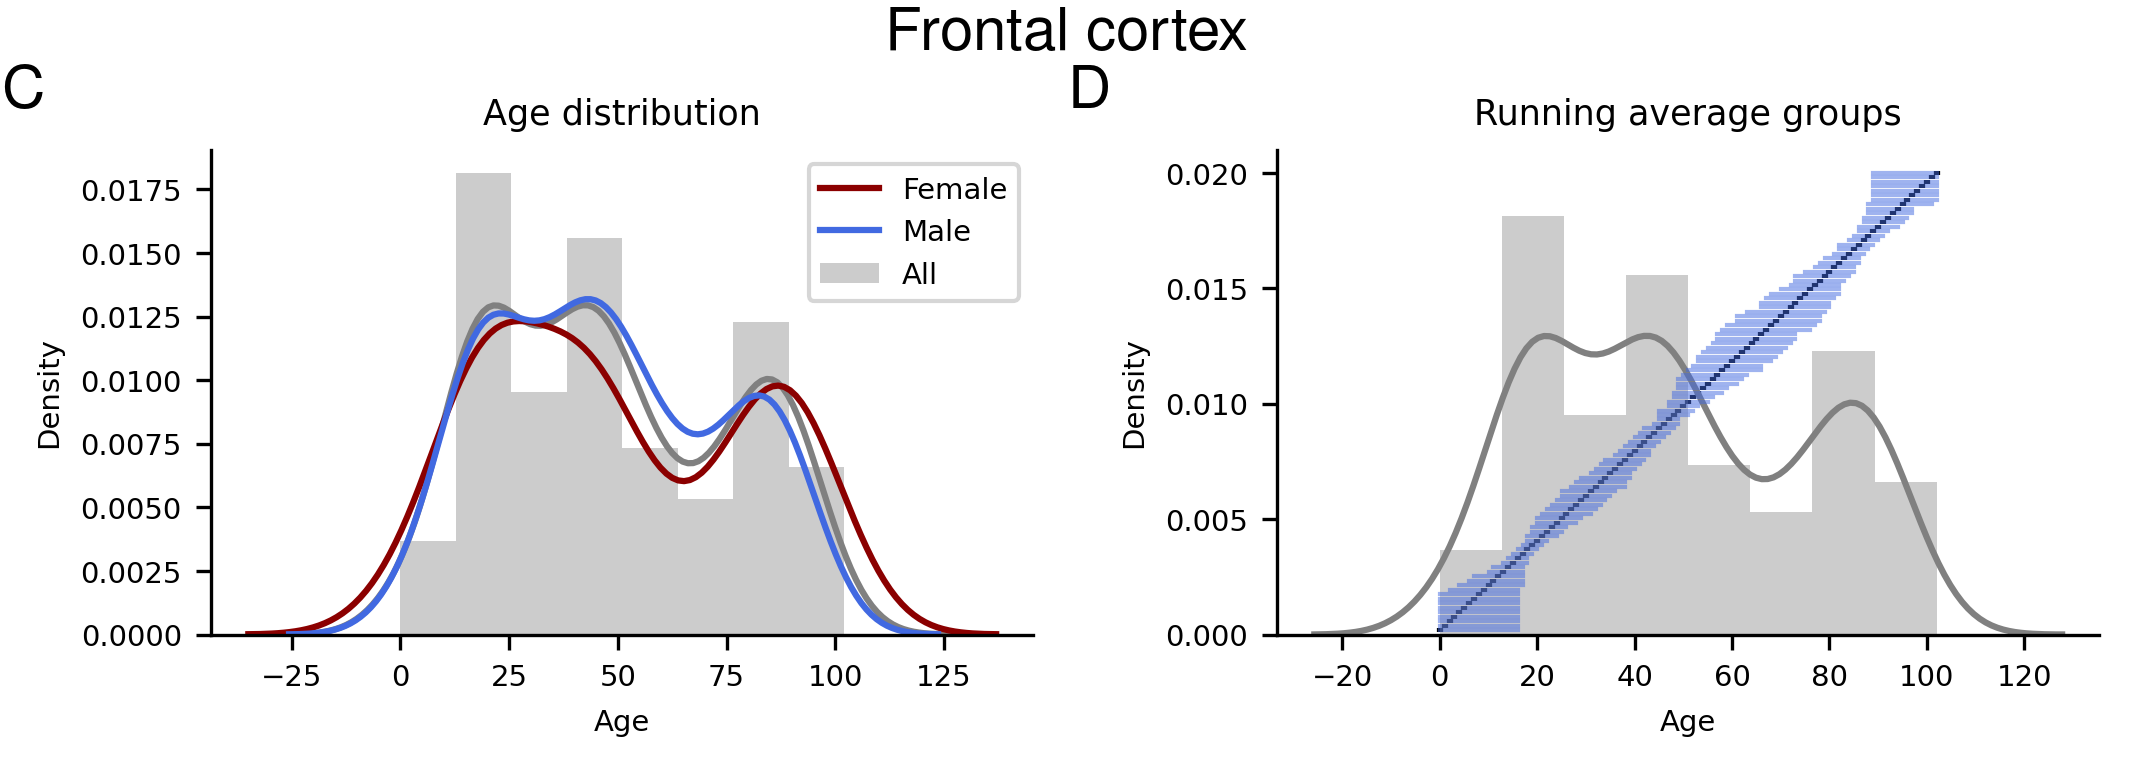 Frontal cortex
C
Age distribution
Female
Male
All
Density
0.0175
0.0150
0.0125
0.0100
0.0075
0.0050
0.0025
0.0000
−25 0 25 50 75 100 125
Age
D
Running average groups
Density
0.020
0.015
0.010
0.005
0.000
−20 0 20 40 60 80 100 120
Age